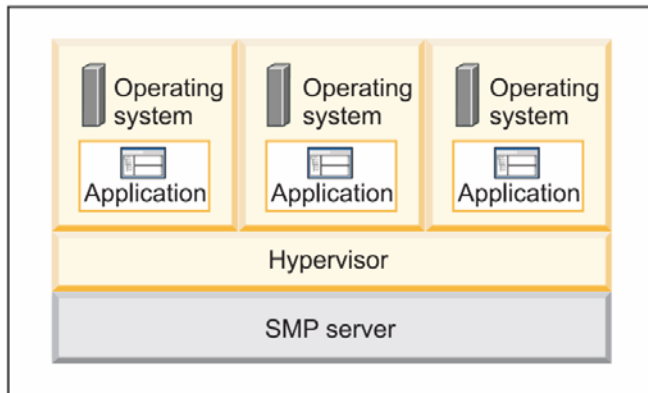 Operating
system
Application
Operating
system
Application
Operating
system
Application
Hypervisor
SMP server